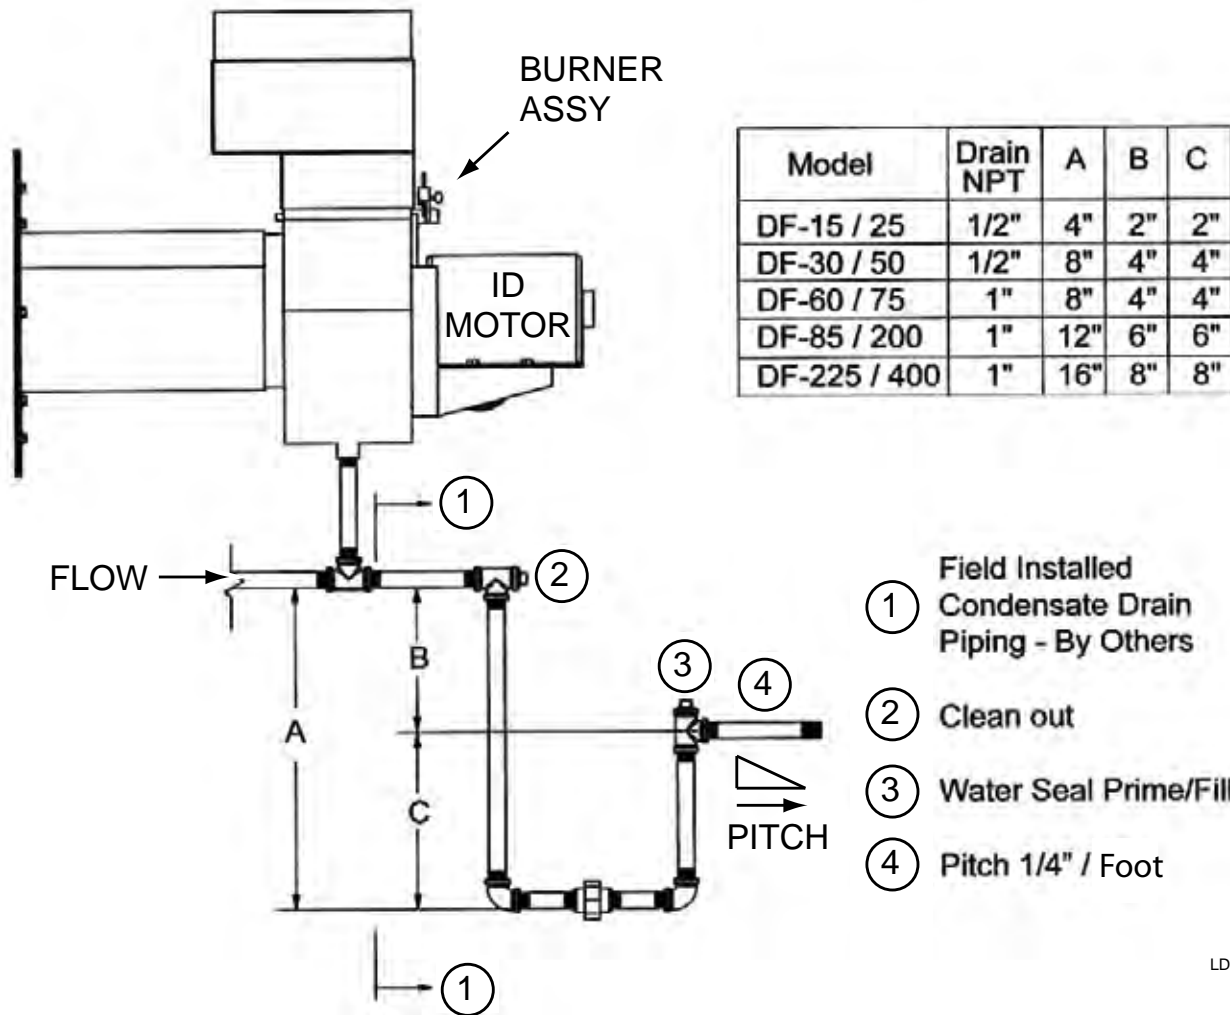 BURNER
ASSY
ID
MOTOR
Model Drain NPT A B C
DF-15 / 25 1/2" 4" 2" 2"
DF-30 / 50 1/2" 8" 4" 4"
DF-60 / 75 1" 8" 4" 4"
DF-85 / 200 1" 12" 6" 6"
DF-225 / 400 1" 16" 8" 8"
1
FLOW
2
B
A
3
4
C
PITCH
1
1 Field Installed
Condensate Drain
Piping - By Others
2 Clean out
3 Water Seal Prime/Fill
4 Pitch 1/4" / Foot
LD